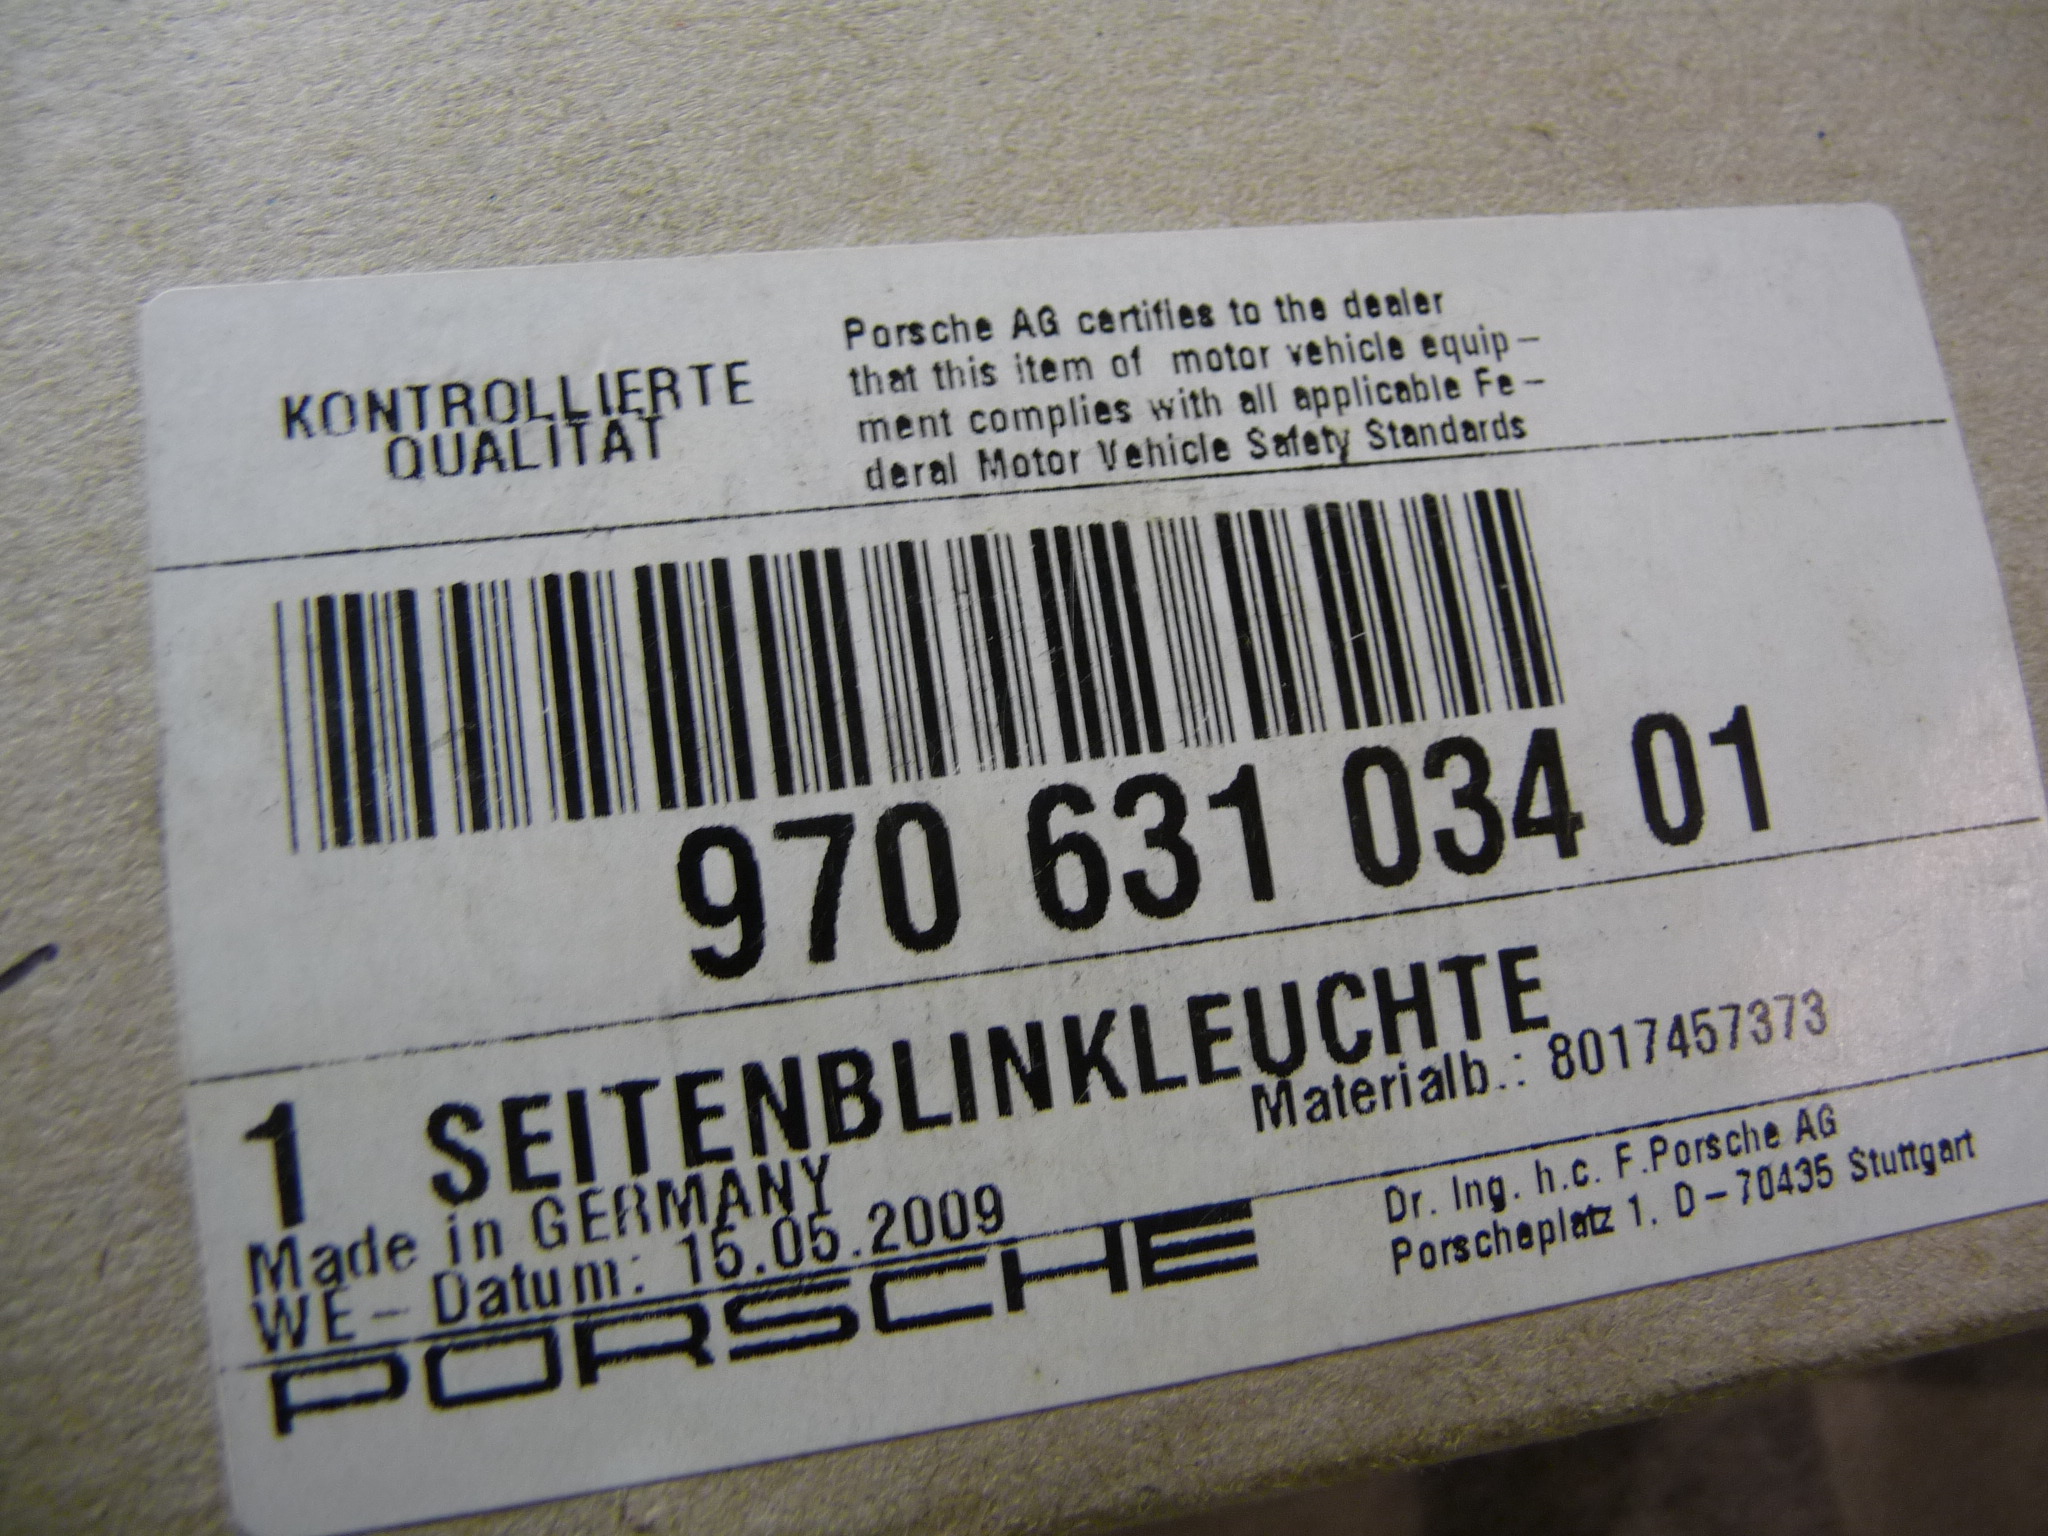 KONTROLLIERTE
QUALITAT
Porsche AG certifies to the dealer
that this item of motor vehicle equip-
ment complies with all applicable Fe-
deral Motor Vehicle Safety Standards
970 631 034 01
1 SEITENBLINKLEUCHTE
Materialb.: 8017457373
Made in GERMANY
WE- Datum: 15.05.2009
PORSCHE
Dr. Ing. h.c. F.Porsche AG
Porscheplatz 1. D-70435 Stuttgart